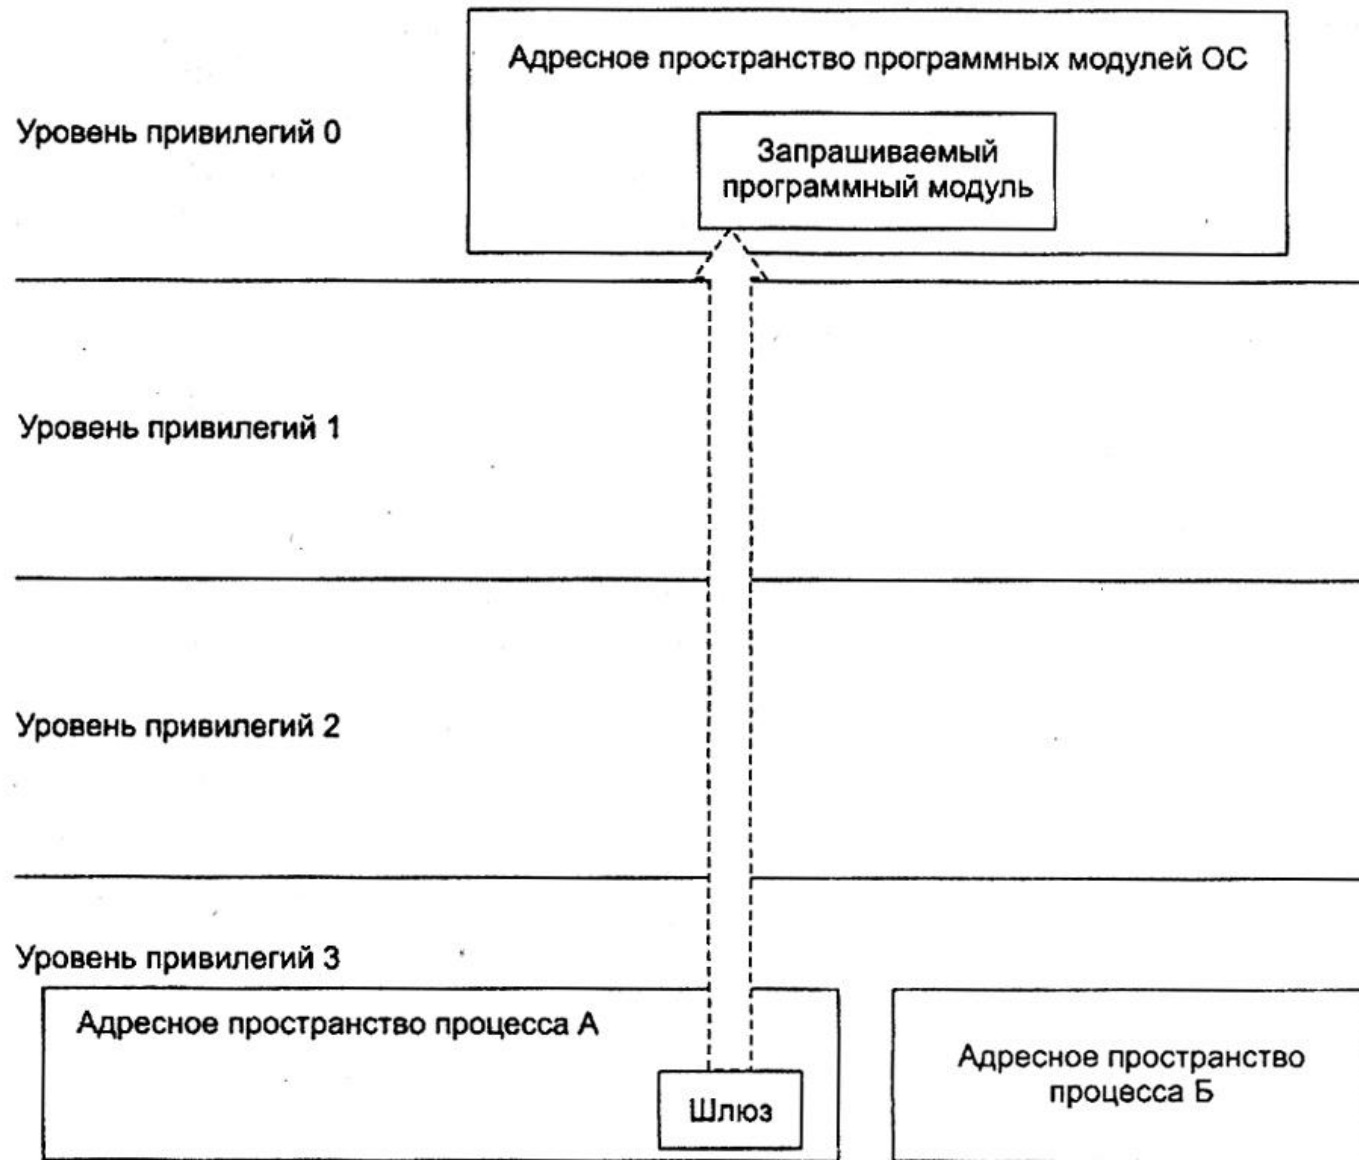 Адресное пространство программных модулей ОС
Уровень привилегий 0
Запрашиваемый
программный модуль
Уровень привилегий 1
Уровень привилегий 2
Уровень привилегий 3
Адресное пространство процесса А
Шлюз
Адресное пространство
процесса Б